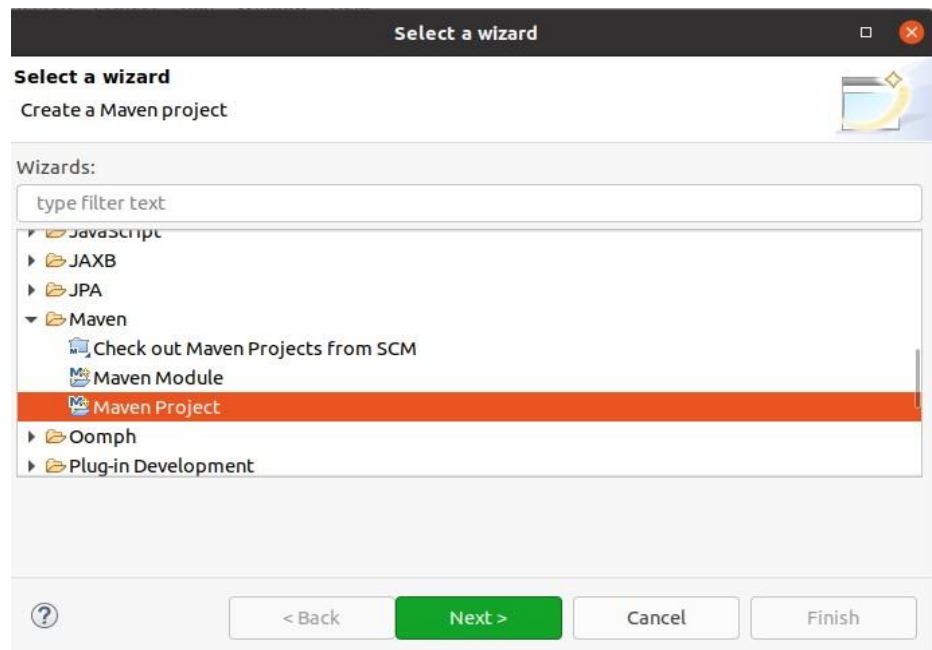 Select a wizard
Select a wizard
Create a Maven project
Wizards:
type filter text
JavaScript
JAXB
JPA
Maven
Check out Maven Projects from SCM
Maven Module
Maven Project
Oomph
Plug-in Development
?
< Back Next > Cancel Finish